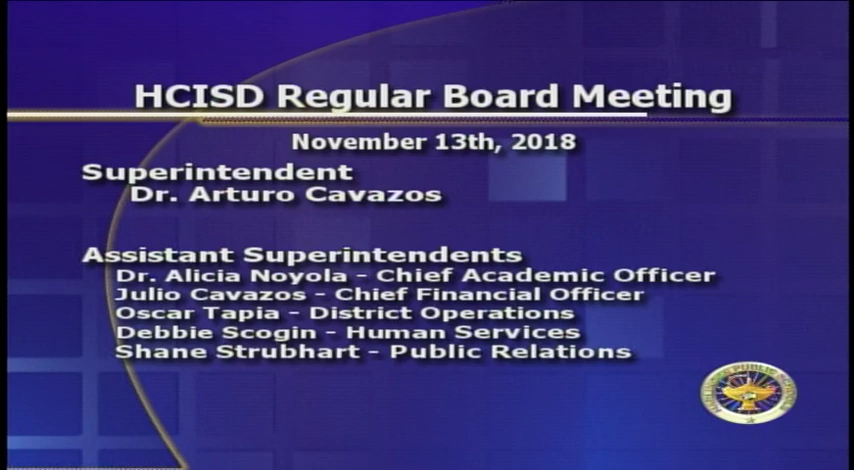 HCISD Regular Board Meeting
November 13th, 2018
Superintendent
Dr. Arturo Cavazos
Assistant Superintendents
Dr. Alicia Noyola - Chief Academic Officer
Julio Cavazos - Chief Financial Officer
Oscar Tapia - District Operations
Debbie Scogin - Human Services
Shane Strubhart - Public Relations